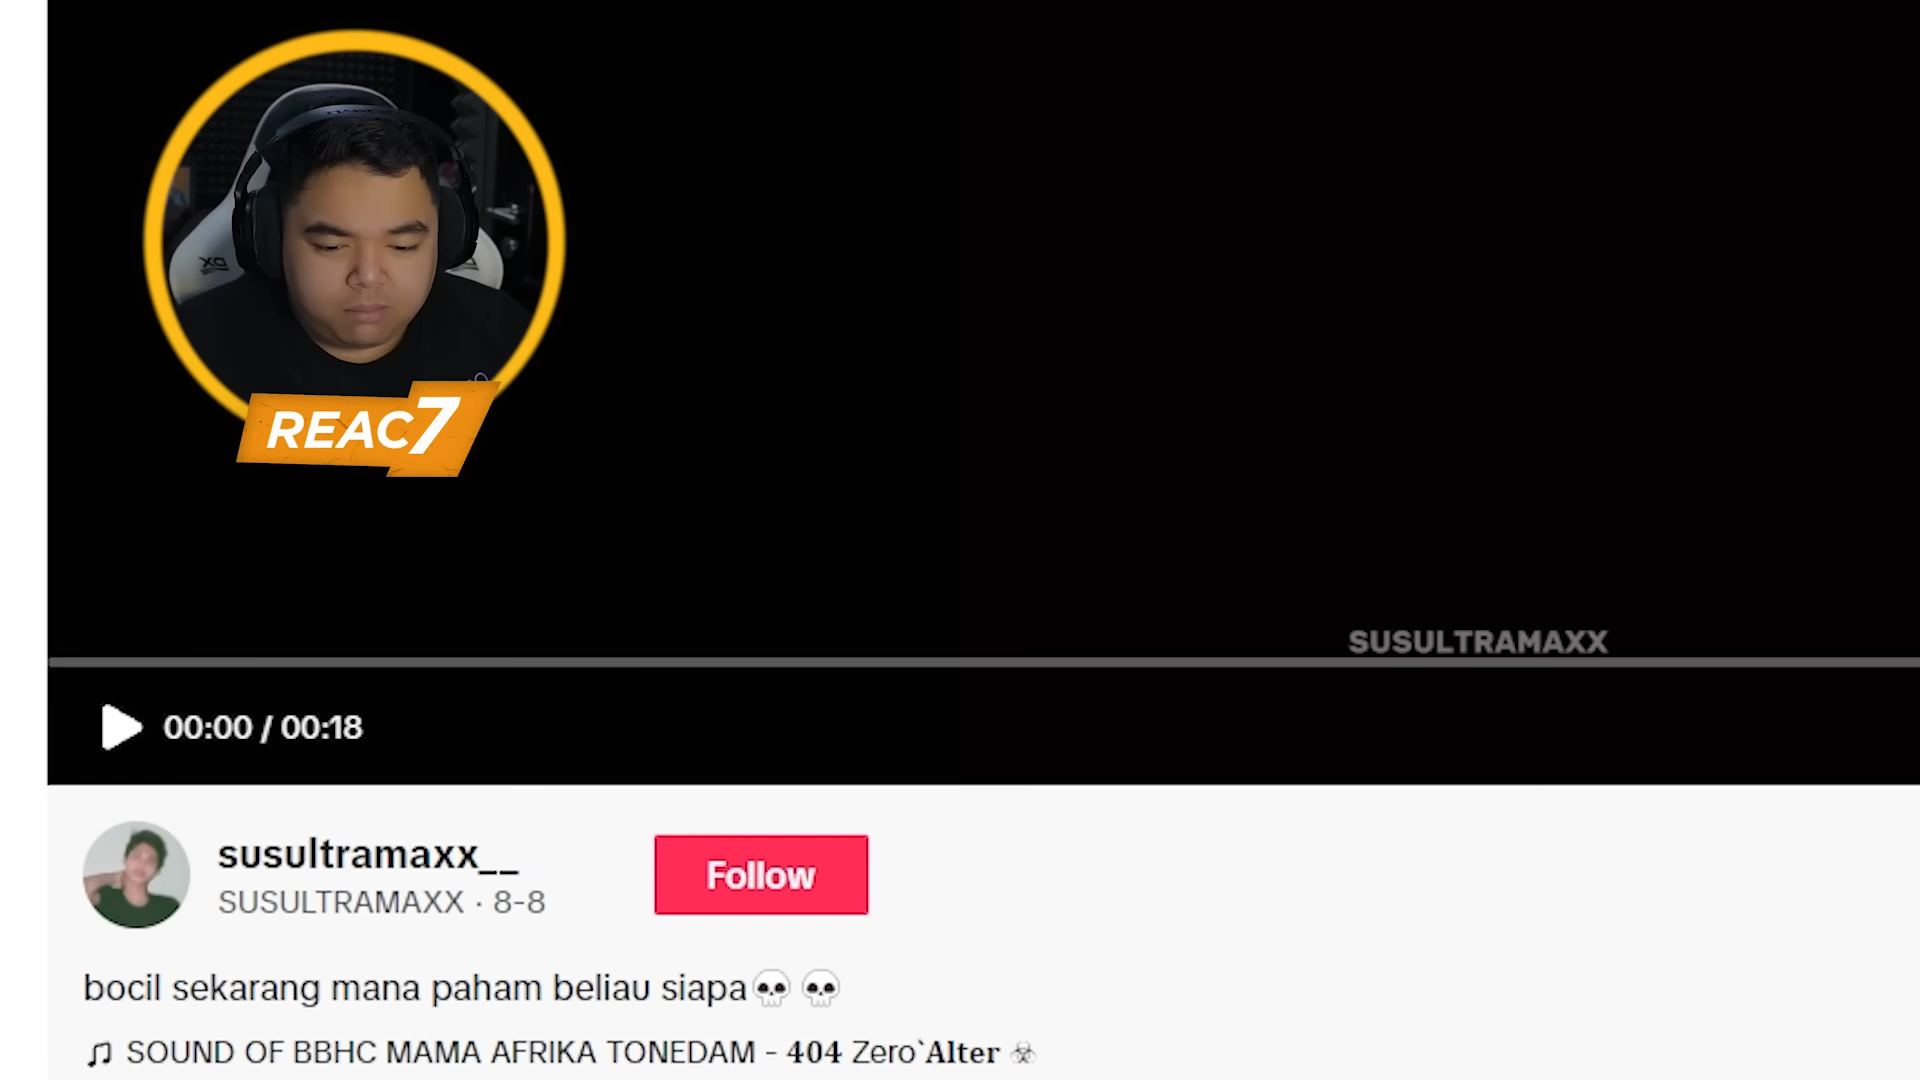 REAC7
SUSULTRAMAXX
00:00 / 00:18
susultramaxx__
Follow
SUSULTRAMAXX · 8-8
bocil sekarang mana paham beliau siapa💀💀
♫ SOUND OF BBHC MAMA AFRIKA TONEDAM - 404 Zero`Alter ☣